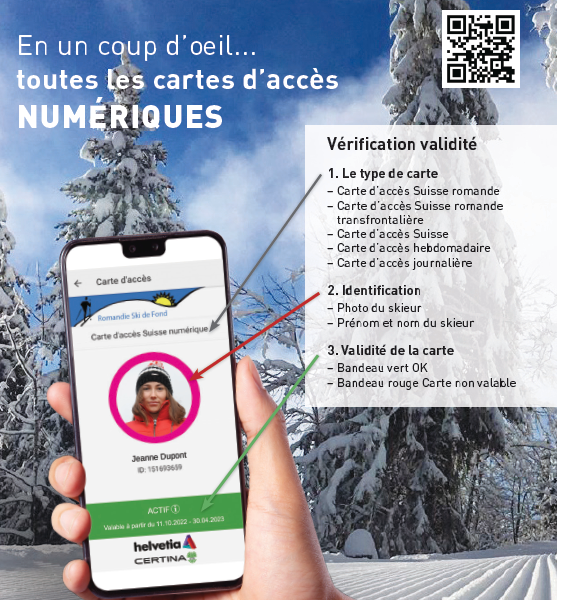 En un coup d'oeil...
toutes les cartes d'accès
NUMÉRIQUES
Vérification validité
1. Le type de carte
– Carte d'accès Suisse romande
– Carte d'accès Suisse romande
transfrontalière
– Carte d'accès Suisse
– Carte d'accès hebdomadaire
– Carte d'accès journalière
2. Identification
– Photo du skieur
– Prénom et nom du skieur
3. Validité de la carte
– Bandeau vert OK
– Bandeau rouge Carte non valable
← Carte d'accès
Romandie Ski de Fond
Carte d'accès Suisse numérique
Jeanne Dupont
ID: 151693659
ACTIF
Valable à partir du 11.10.2022 - 30.04.2023
helvetia
CERTINA